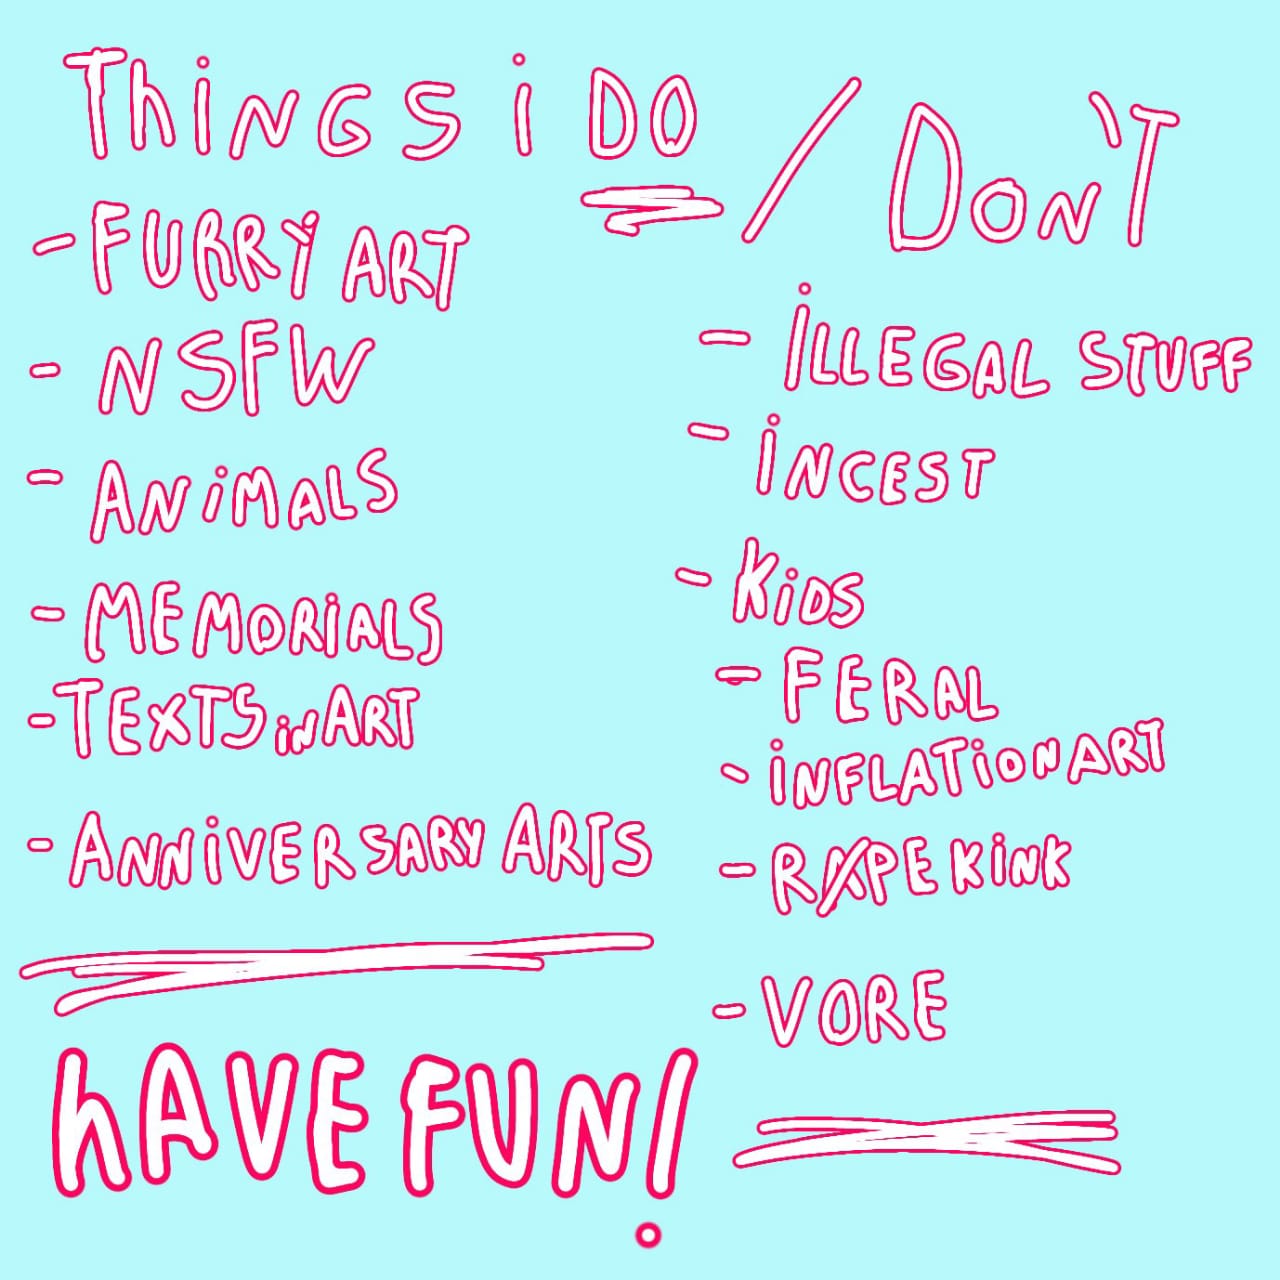 Things i DO / DON'T
- FURRY ART
- NSFW
- ANiMALS
- MEMORiALS
- TEXTS iN ART
- ANNiVERSARY ARTS
hAVE FUN!
- iLLEGAL STUFF
- iNCEST
- KiDS
- FERAL
- iNFLATiON ART
- RAPE KiNK
- VORE